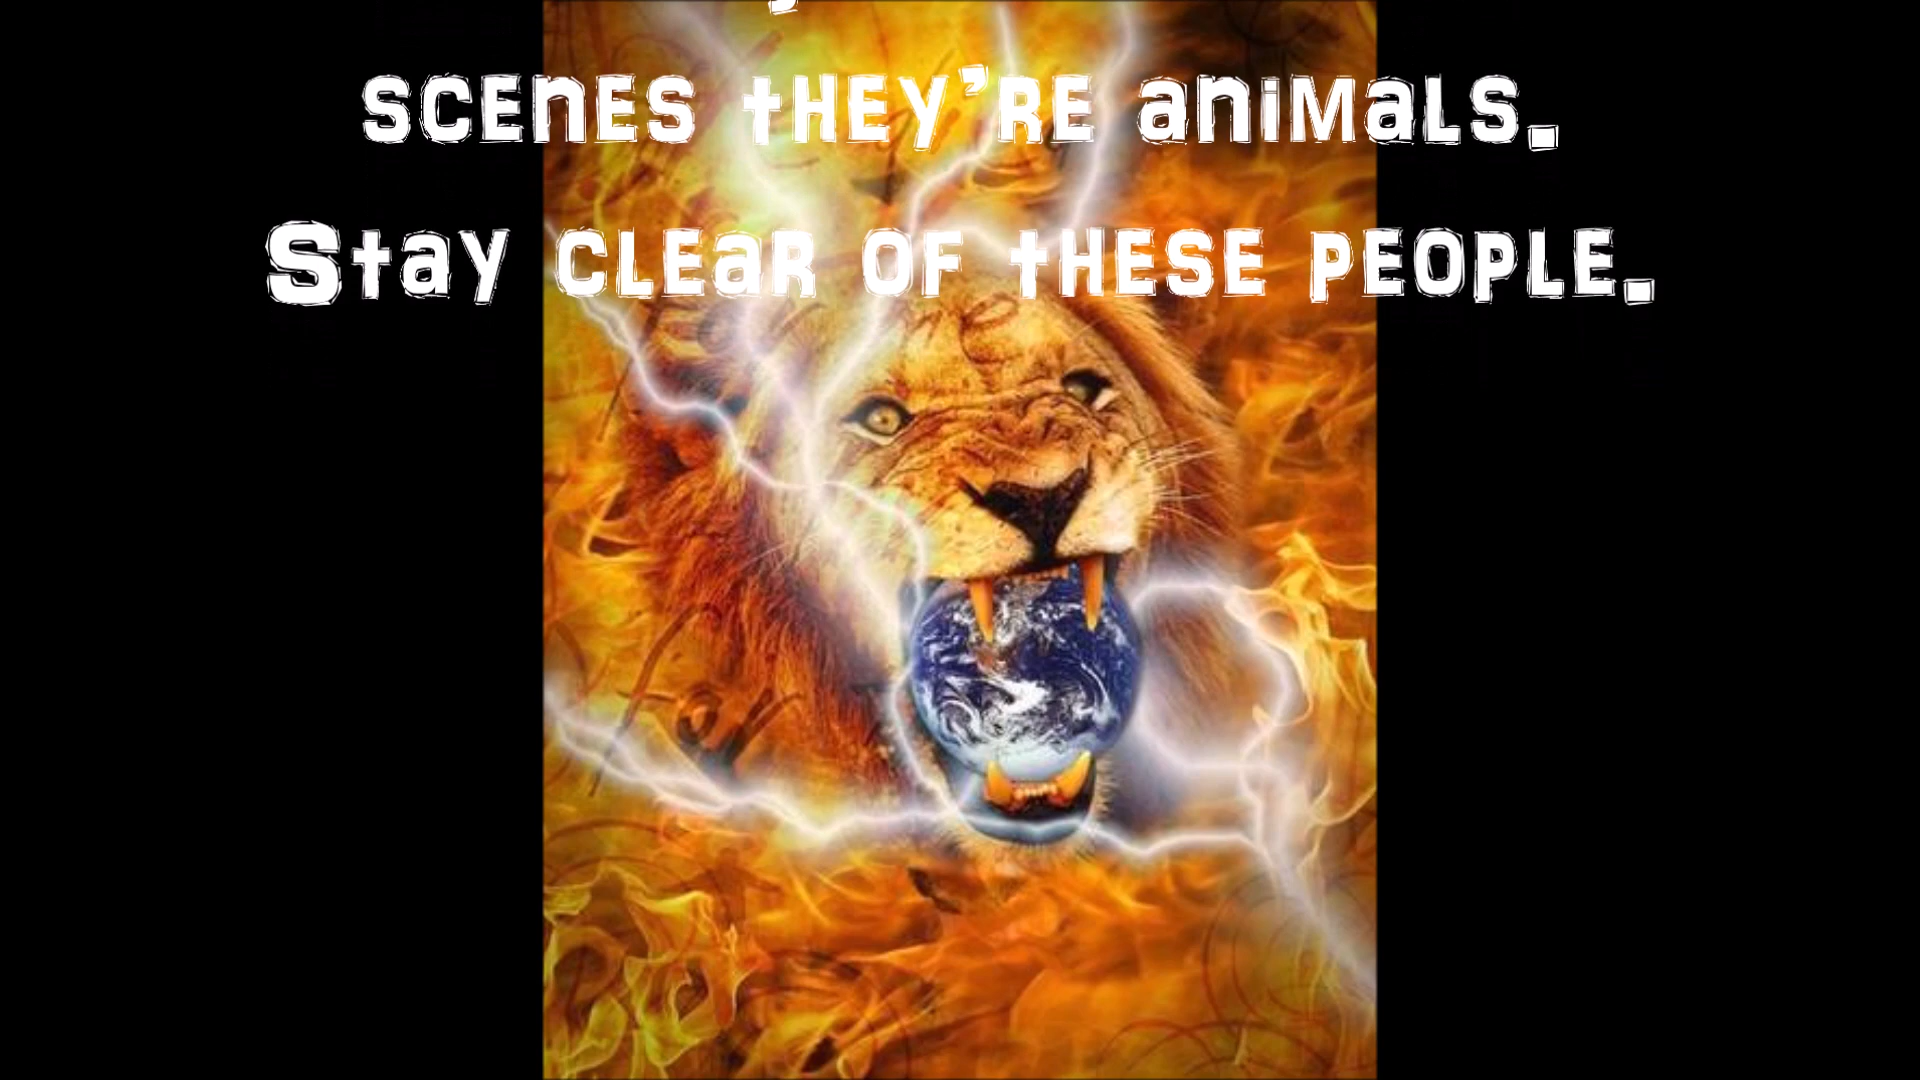 scenes they're animals.
Stay clear of these people.